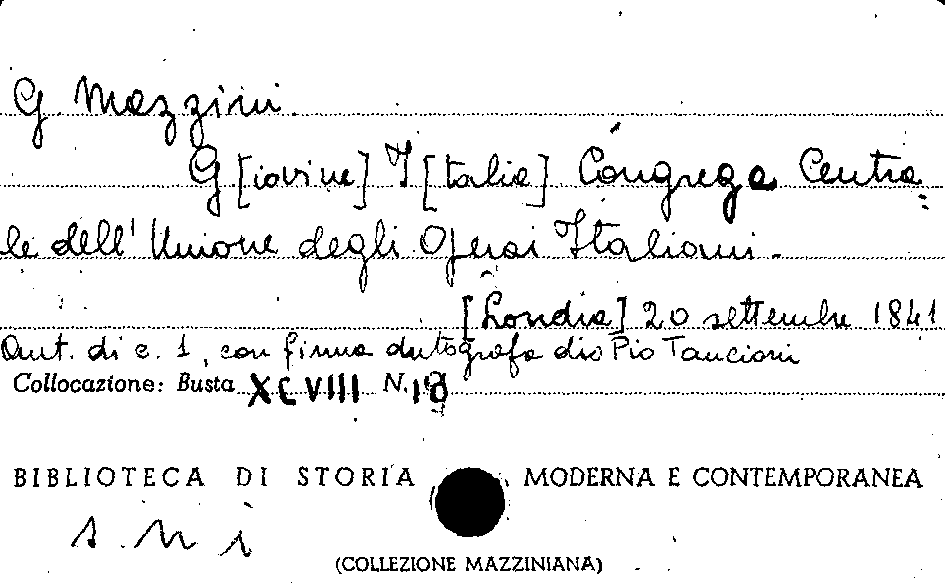 G. Mazzini.
G[iovine] I[talia] Congrega Centra=
le dell'Unione degli Operai Italiani.
[Londra] 20 settembre 1841
Aut. di c. 1, con firma autografa di Pio Tancioni
Collocazione: Busta XCVIII N. 18
BIBLIOTECA DI STORIA MODERNA E CONTEMPORANEA
s. n i
(COLLEZIONE MAZZINIANA)